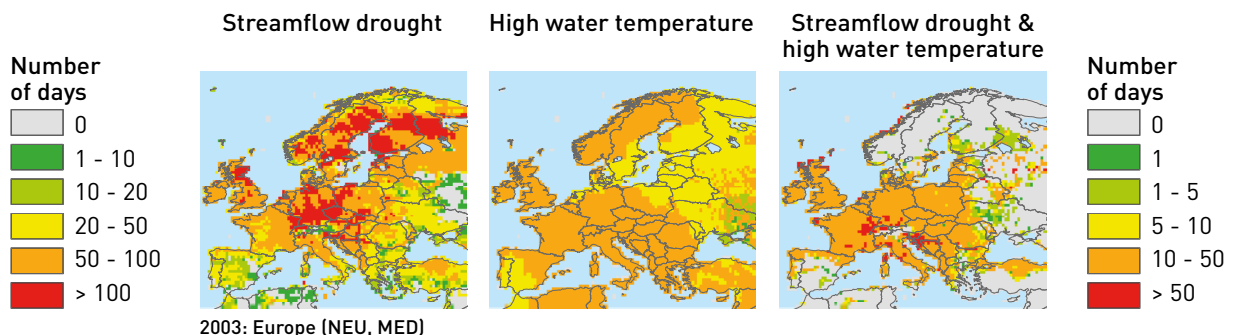 Streamflow drought
High water temperature
Streamflow drought &
high water temperature
Number
of days
0
1 - 10
10 - 20
20 - 50
50 - 100
> 100
Number
of days
0
1
1 - 5
5 - 10
10 - 50
> 50
2003: Europe (NEU, MED)